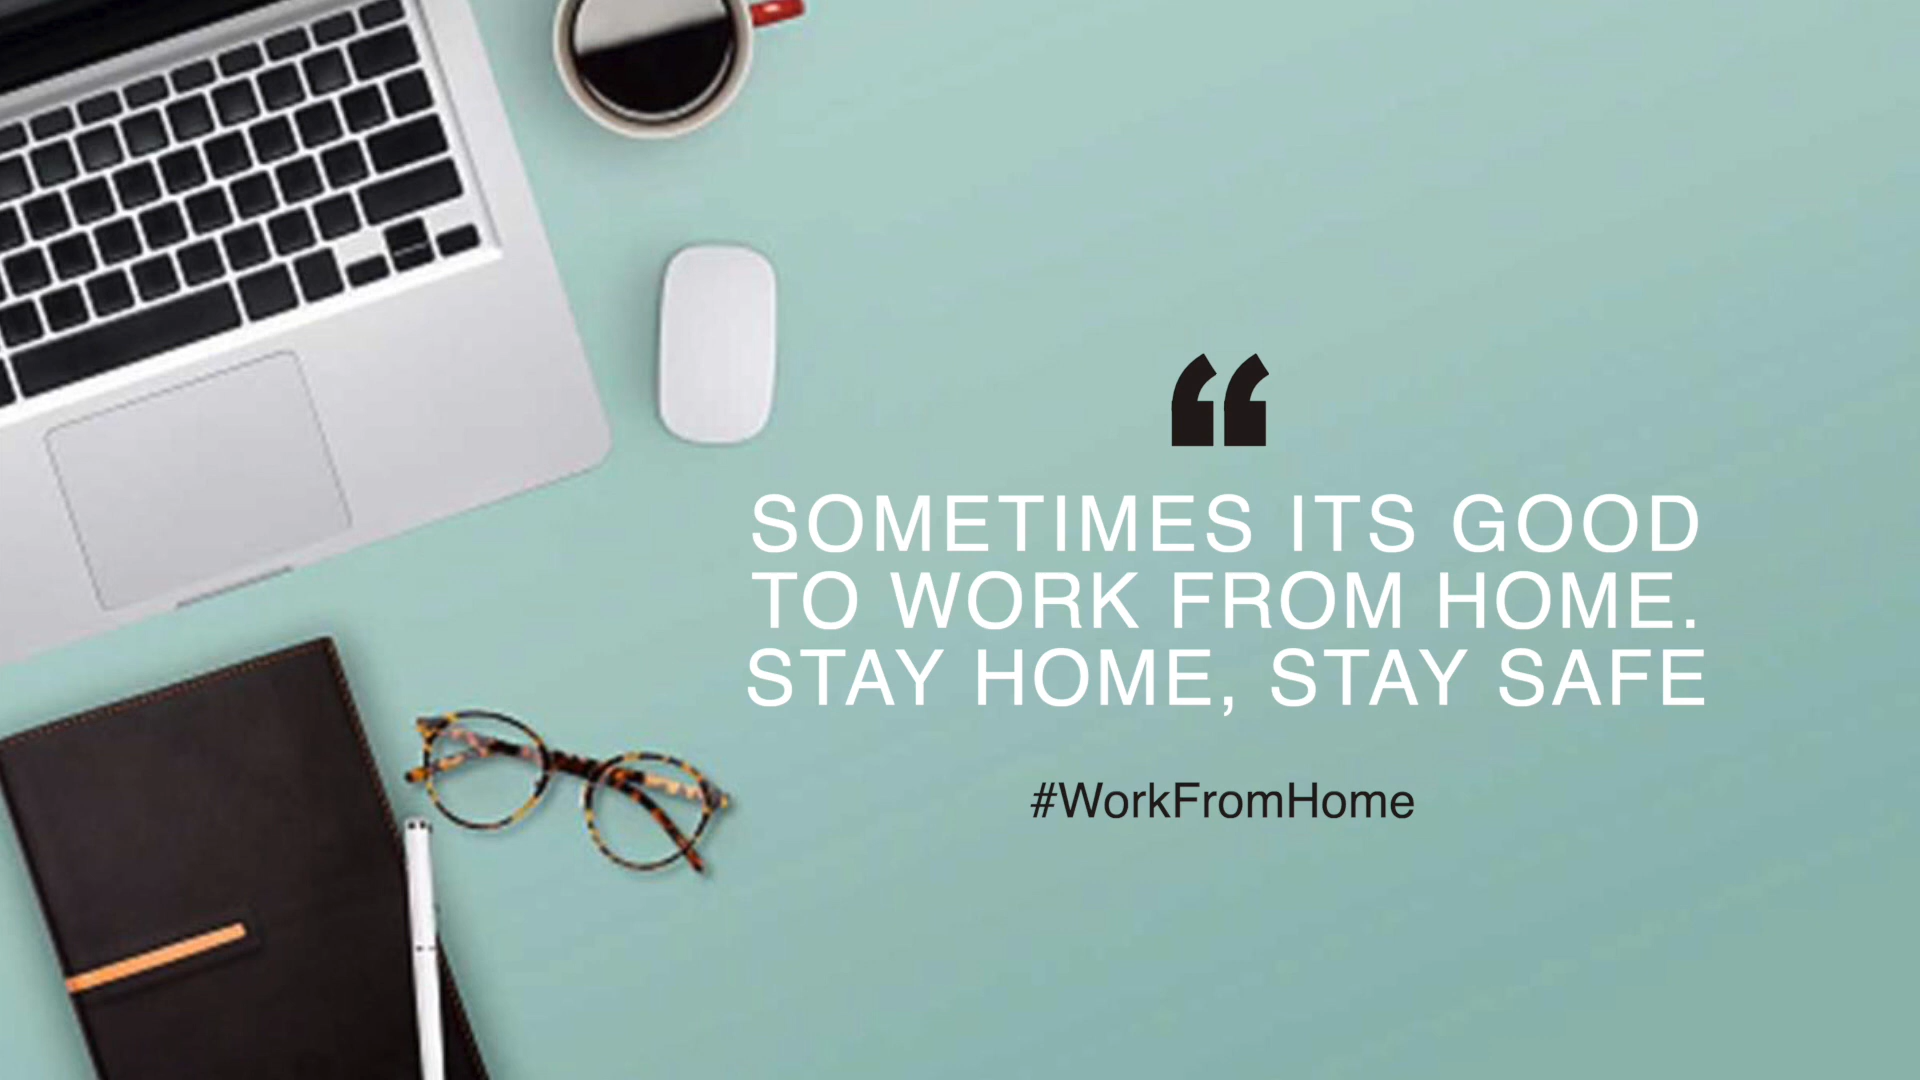 “
SOMETIMES ITS GOOD
TO WORK FROM HOME.
STAY HOME, STAY SAFE
#WorkFromHome